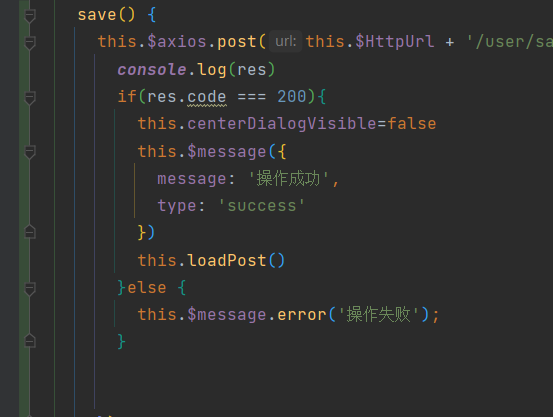 save() {
this.$axios.post( url: this.$HttpUrl + '/user/sa
console.log(res)
if(res.code === 200){
this.centerDialogVisible=false
this.$message({
message: '操作成功',
type: 'success'
})
this.loadPost()
}else {
this.$message.error('操作失败');
}